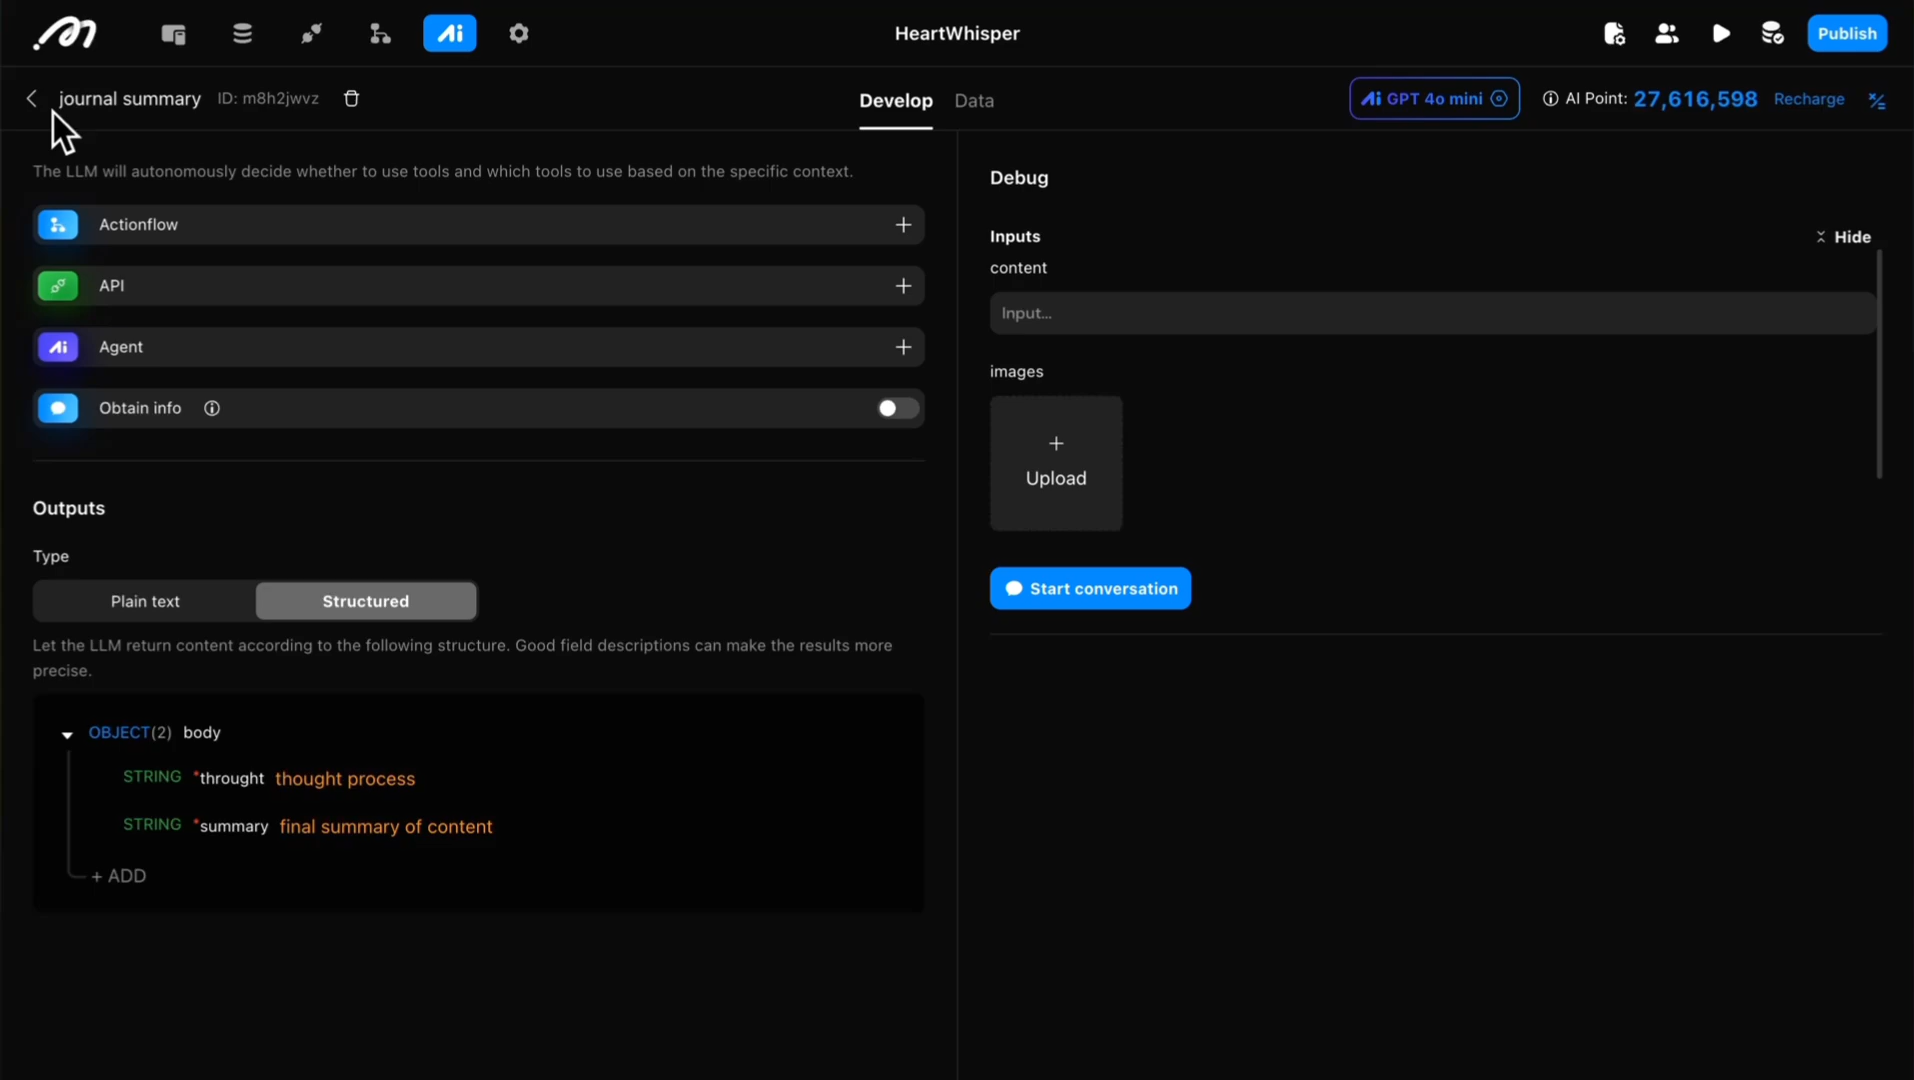 HeartWhisper
Publish
journal summary ID: m8h2jwvz
Develop Data
Ai GPT 4o mini
AI Point: 27,616,598 Recharge
The LLM will autonomously decide whether to use tools and which tools to use based on the specific context.
Actionflow
API
Ai Agent
Obtain info
Outputs
Type
Plain text Structured
Let the LLM return content according to the following structure. Good field descriptions can make the results more
precise.
OBJECT(2) body
STRING *throught thought process
STRING *summary final summary of content
+ ADD
Debug
Inputs
Hide
content
Input...
images
+
Upload
Start conversation